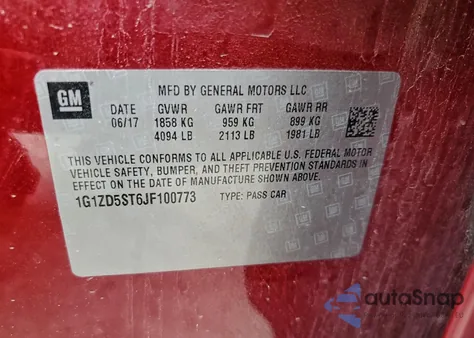 GM
MFD BY GENERAL MOTORS LLC
DATE GVWR GAWR FRT GAWR RR
06/17 1858 KG 959 KG 899 KG
4094 LB 2113 LB 1981 LB
THIS VEHICLE CONFORMS TO ALL APPLICABLE U.S. FEDERAL MOTOR
VEHICLE SAFETY, BUMPER, AND THEFT PREVENTION STANDARDS IN
EFFECT ON THE DATE OF MANUFACTURE SHOWN ABOVE.
1G1ZD5ST6JF100773 TYPE: PASS CAR
autoSnap